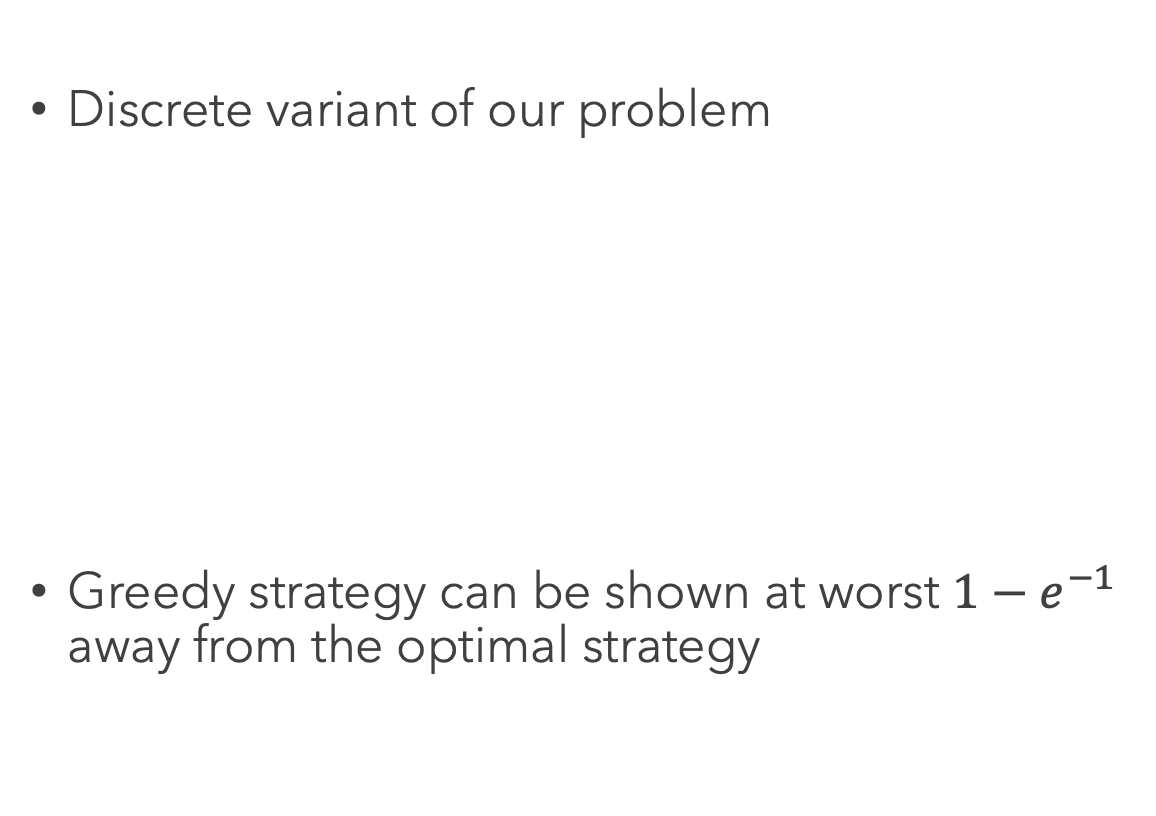 • Discrete variant of our problem
• Greedy strategy can be shown at worst 1 − e⁻¹
away from the optimal strategy